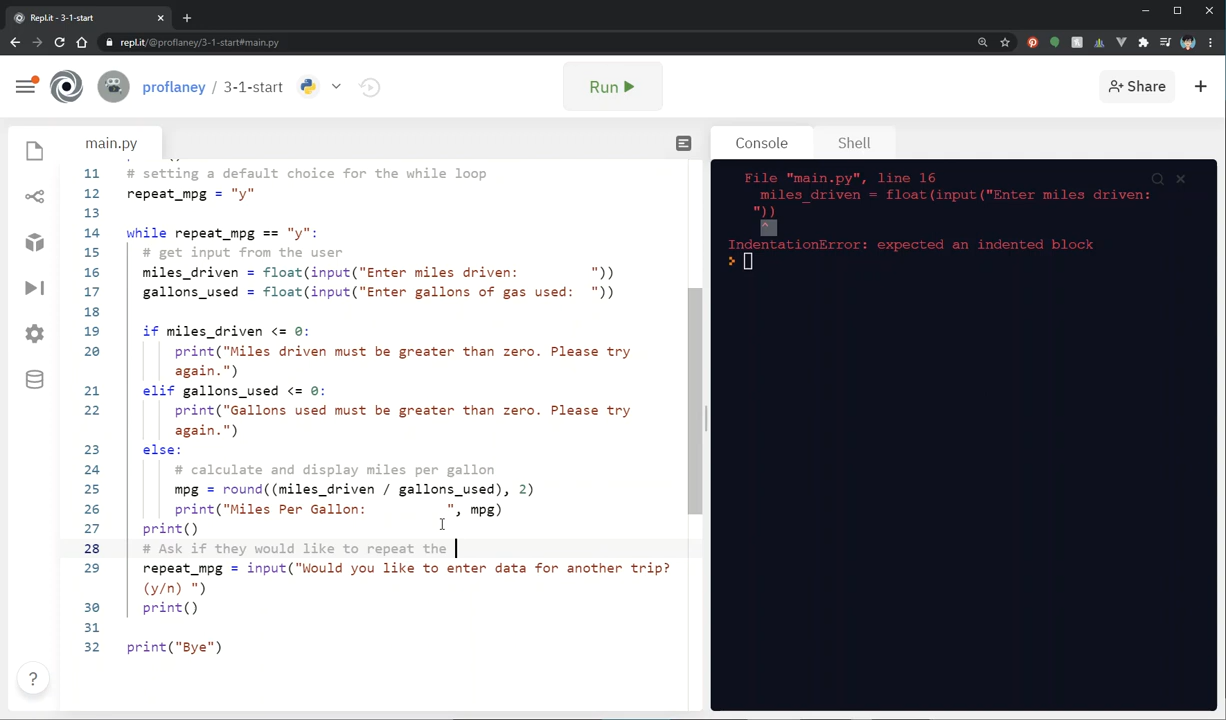 Repl.it - 3-1-start
repl.it/@proflaney/3-1-start#main.py
proflaney / 3-1-start
Run
Share
main.py
Console
Shell
11 # setting a default choice for the while loop
12 repeat_mpg = "y"
13
14 while repeat_mpg == "y":
15 # get input from the user
16 miles_driven = float(input("Enter miles driven:         "))
17 gallons_used = float(input("Enter gallons of gas used:  "))
18
19 if miles_driven <= 0:
20 print("Miles driven must be greater than zero. Please try
again.")
21 elif gallons_used <= 0:
22 print("Gallons used must be greater than zero. Please try
again.")
23 else:
24 # calculate and display miles per gallon
25 mpg = round((miles_driven / gallons_used), 2)
26 print("Miles Per Gallon:          ", mpg)
27 print()
28 # Ask if they would like to repeat the
29 repeat_mpg = input("Would you like to enter data for another trip?
(y/n) ")
30 print()
31
32 print("Bye")
File "main.py", line 16
miles_driven = float(input("Enter miles driven:
"))
^
IndentationError: expected an indented block
?